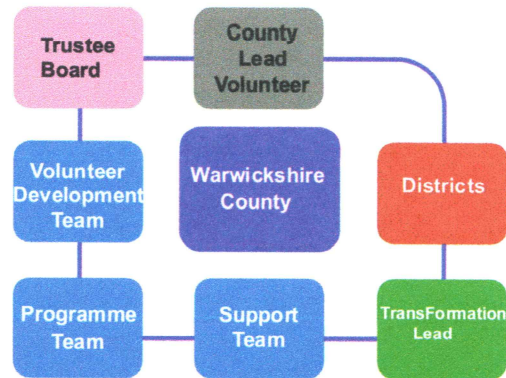 Trustee
Board
County
Lead
Volunteer
Volunteer
Development
Team
Warwickshire
County
Districts
Programme
Team
Support
Team
TransFormation
Lead